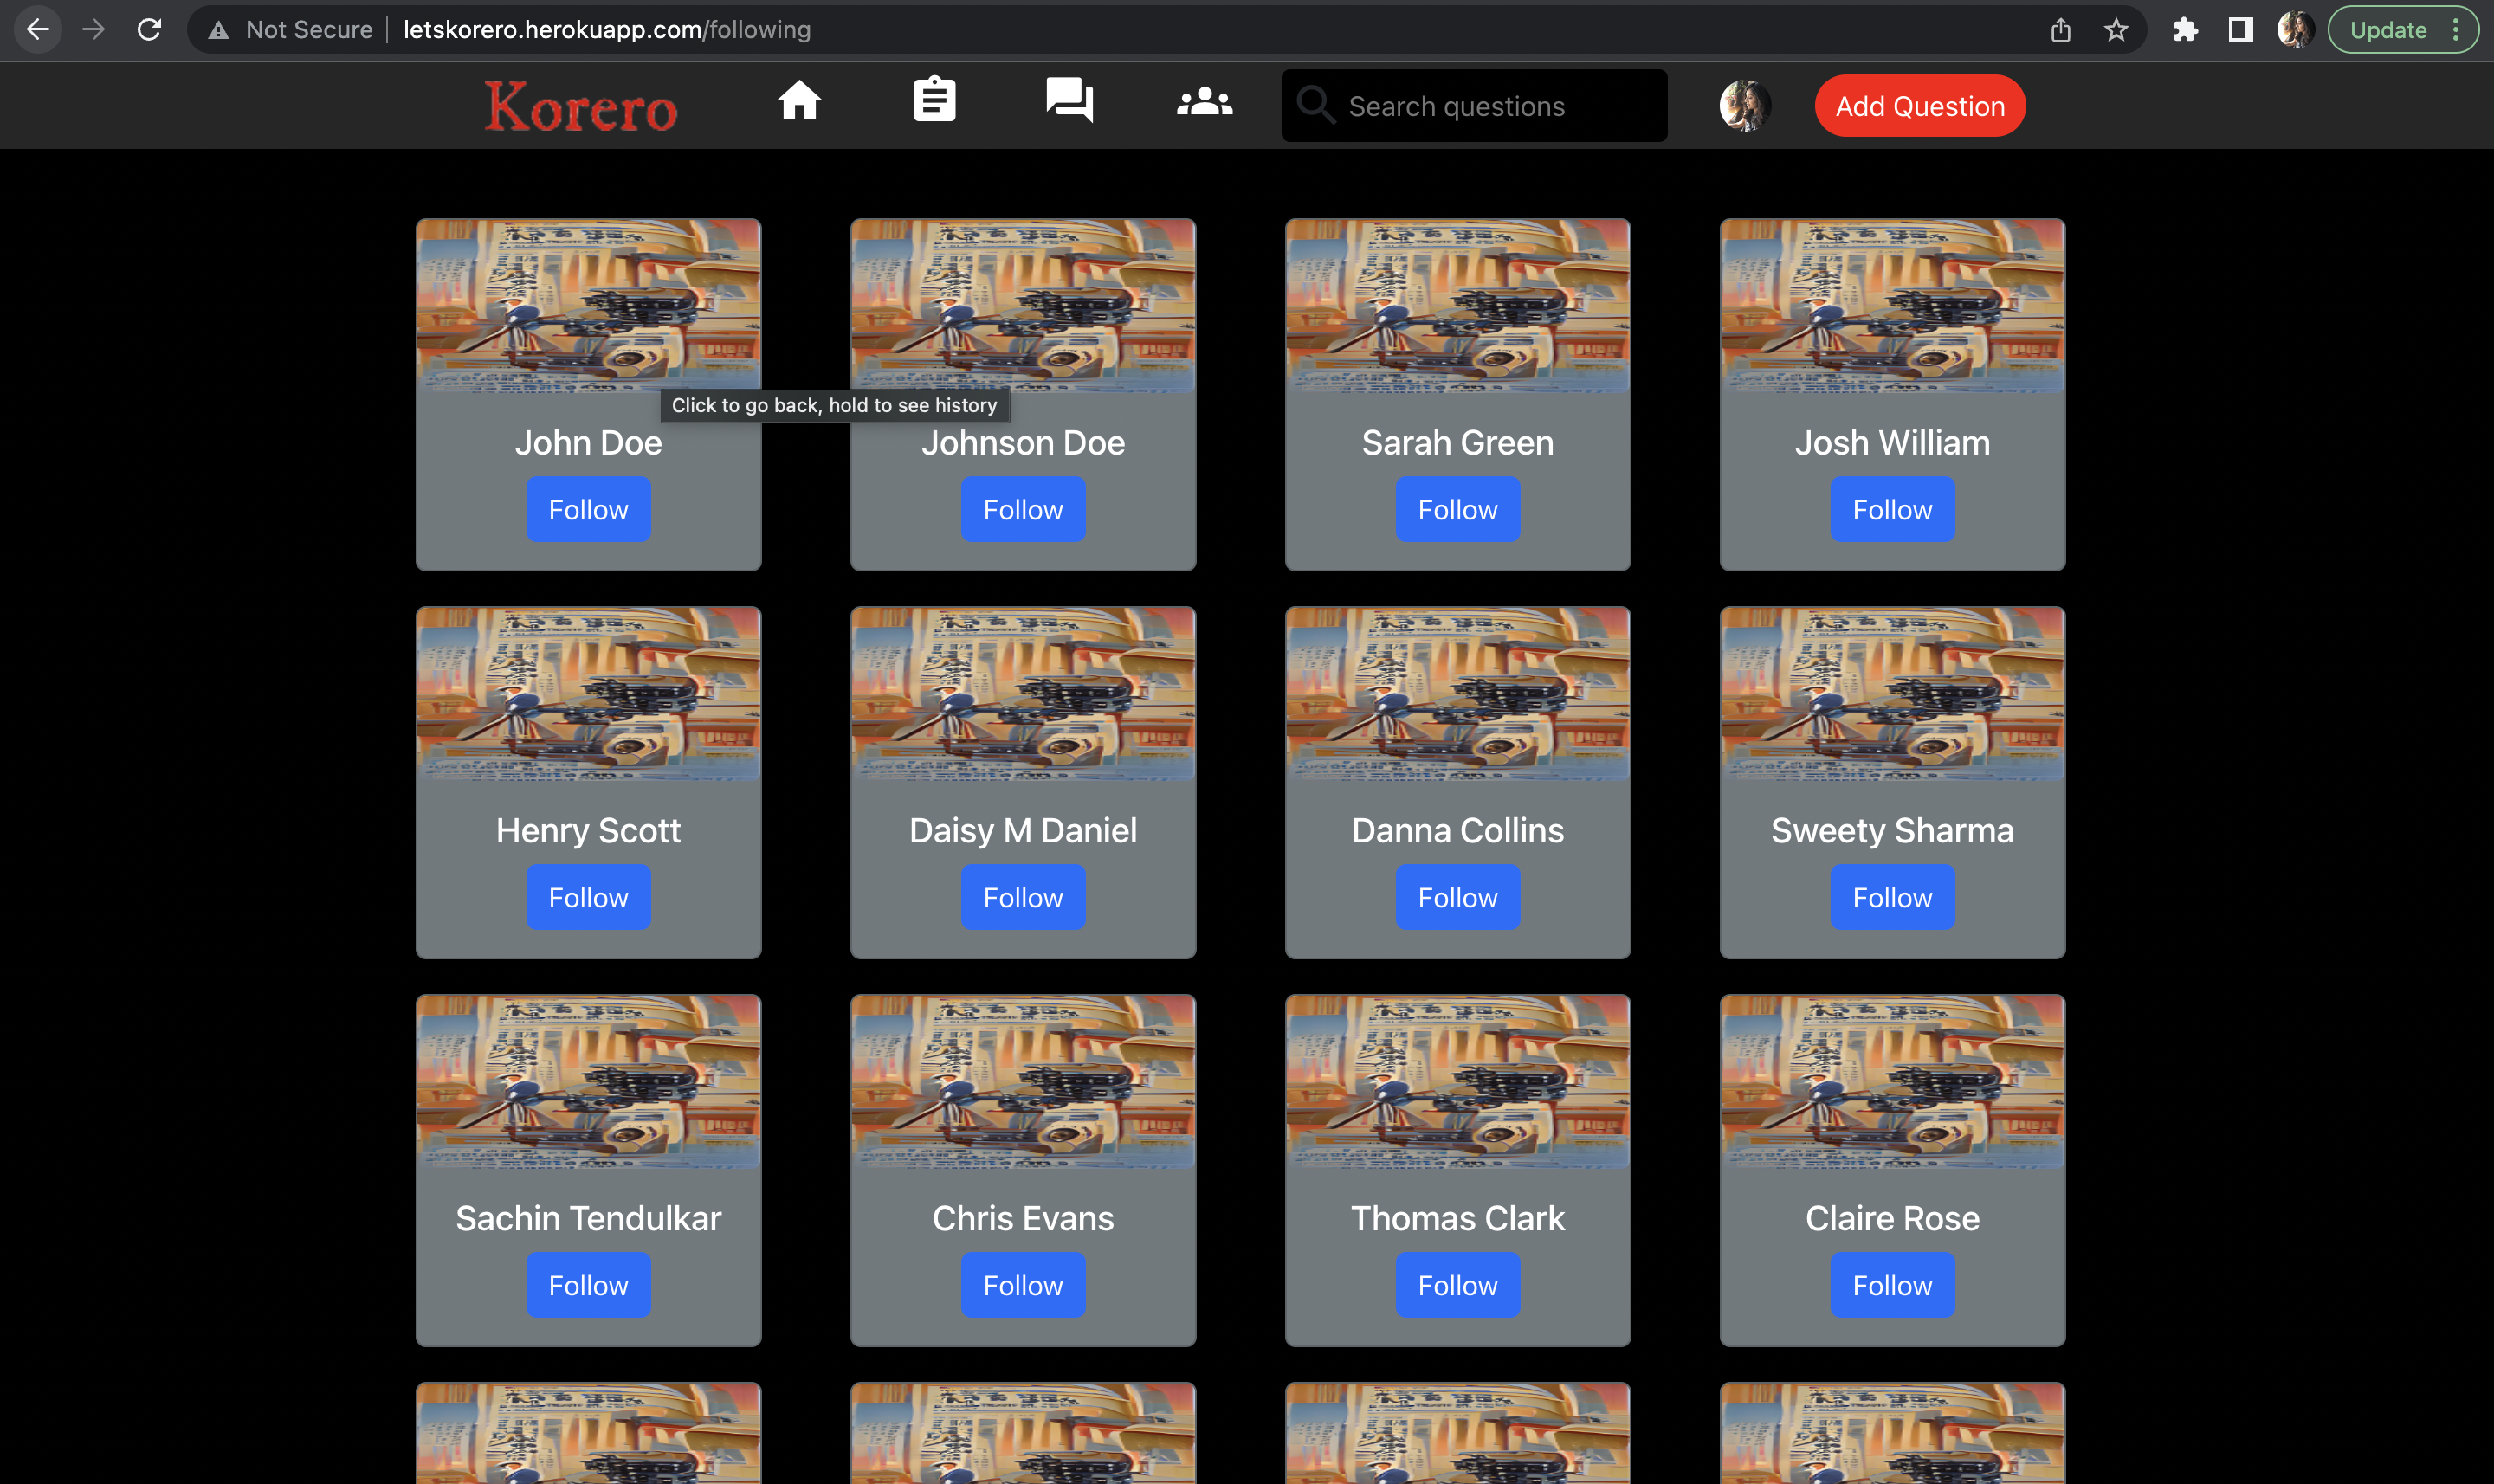 Not Secure letskorero.herokuapp.com/following Update
Korero Search questions Add Question
Click to go back, hold to see history
John Doe Johnson Doe Sarah Green Josh William
Follow Follow Follow Follow
Henry Scott Daisy M Daniel Danna Collins Sweety Sharma
Follow Follow Follow Follow
Sachin Tendulkar Chris Evans Thomas Clark Claire Rose
Follow Follow Follow Follow